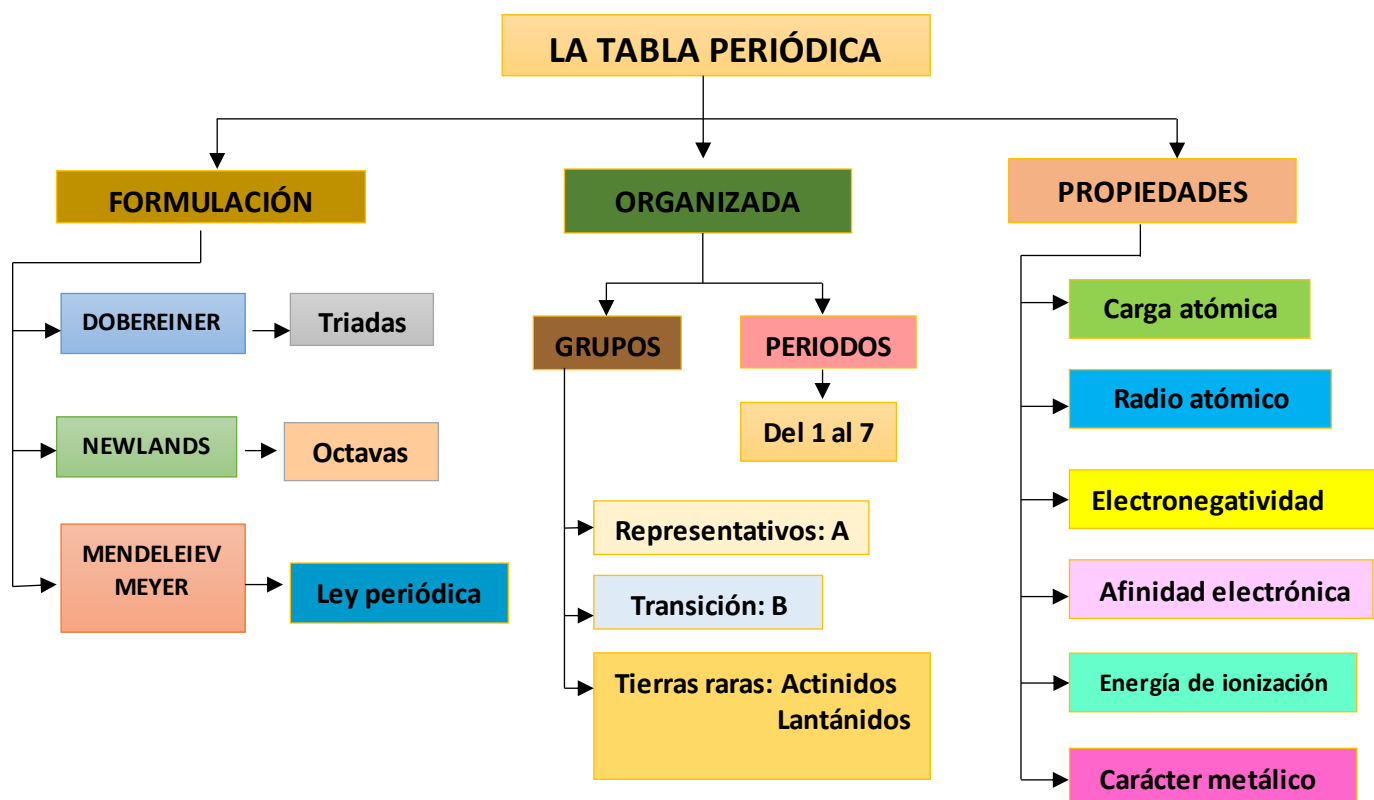 LA TABLA PERIÓDICA
FORMULACIÓN
DOBEREINER
Triadas
NEWLANDS
Octavas
MENDELEIEV
MEYER
Ley periódica
ORGANIZADA
GRUPOS
PERIODOS
Del 1 al 7
Representativos: A
Transición: B
Tierras raras: Actinidos
Lantánidos
PROPIEDADES
Carga atómica
Radio atómico
Electronegatividad
Afinidad electrónica
Energía de ionización
Carácter metálico